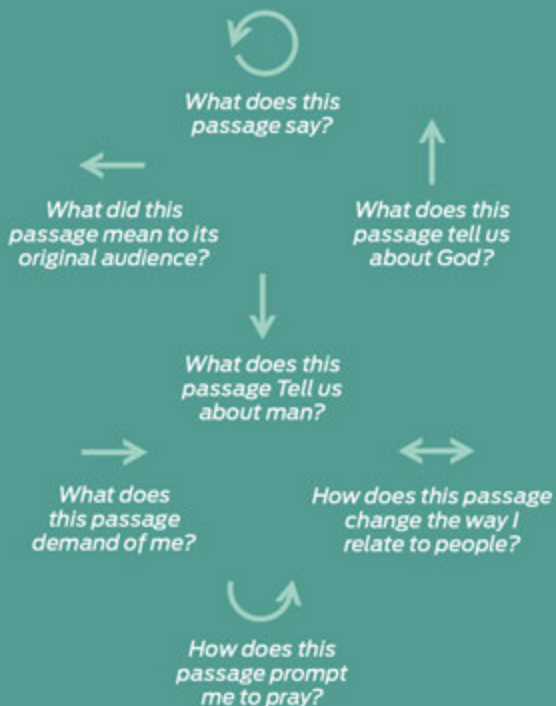 What does this
passage say?
What did this
passage mean to its
original audience?
What does this
passage tell us
about God?
What does this
passage Tell us
about man?
What does
this passage
demand of me?
How does this passage
change the way I
relate to people?
How does this
passage prompt
me to pray?